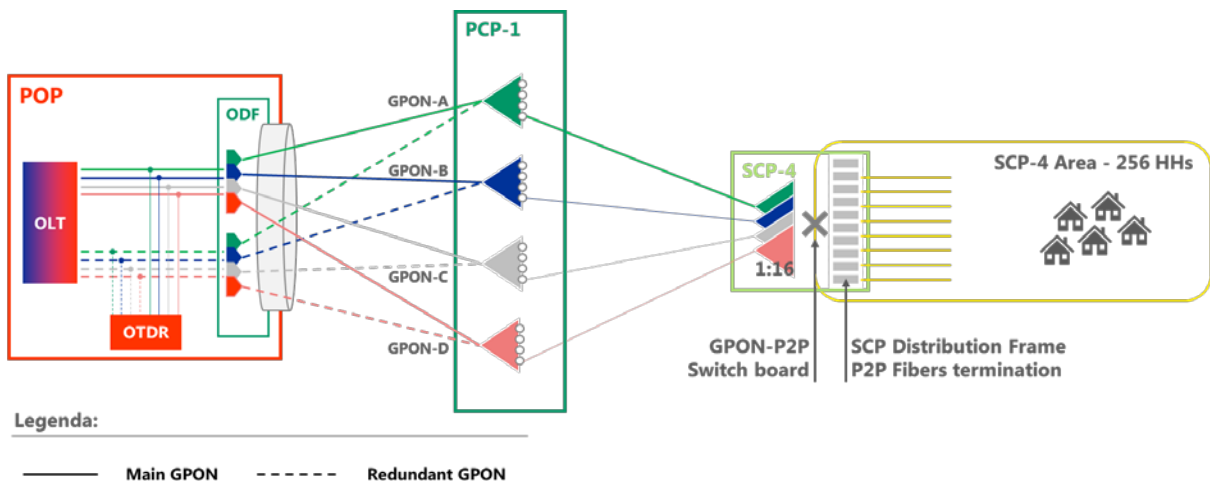 PCP-1
POP
ODF
OLT
OTDR
GPON-A
GPON-B
GPON-C
GPON-D
SCP-4
1:16
SCP-4 Area - 256 HHs
GPON-P2P
Switch board
SCP Distribution Frame
P2P Fibers termination
Legenda:
Main GPON
Redundant GPON